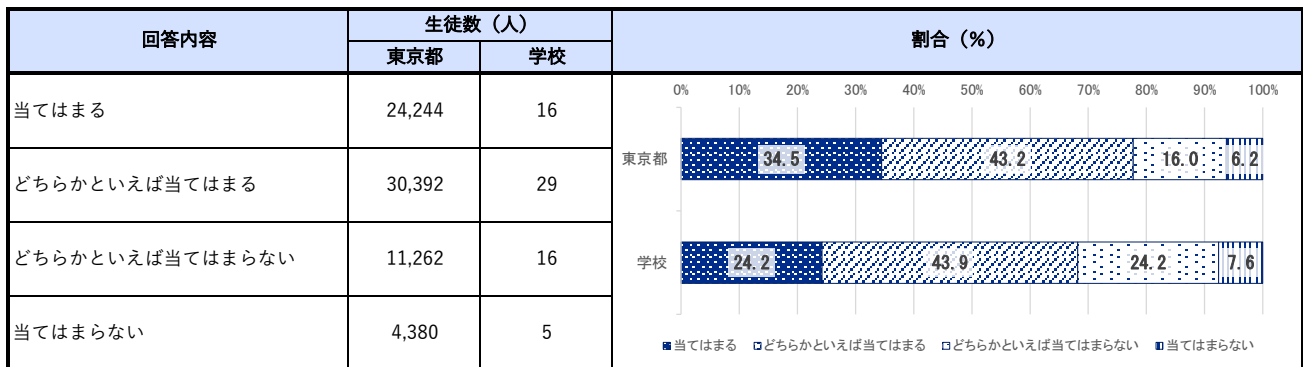 回答内容
生徒数（人）
東京都
学校
割合（%）
当てはまる
24,244
16
どちらかといえば当てはまる
30,392
29
どちらかといえば当てはまらない
11,262
16
当てはまらない
4,380
5
0% 10% 20% 30% 40% 50% 60% 70% 80% 90% 100%
東京都 34.5 43.2 16.0 6.2
学校 24.2 43.9 24.2 7.6
当てはまる どちらかといえば当てはまる どちらかといえば当てはまらない 当てはまらない